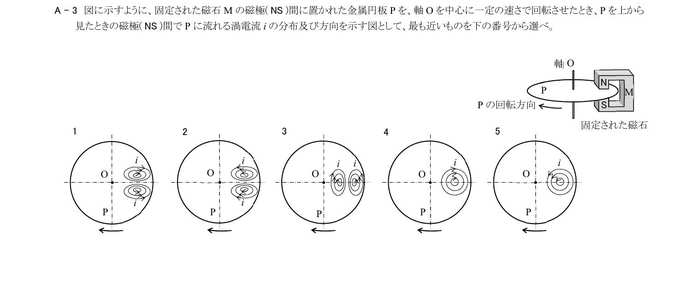 A - 3 図に示すように、固定された磁石 M の磁極(NS)間に置かれた金属円板 P を、軸 O を中心に一定の速さで回転させたとき、P を上から
見たときの磁極(NS)間で P に流れる渦電流 i の分布及び方向を示す図として、最も近いものを下の番号から選べ。
軸 O
P
N
M
S
P の回転方向
固定された磁石
1 2 3 4 5
i i i i i i
O O O O O
i i
P P P P P